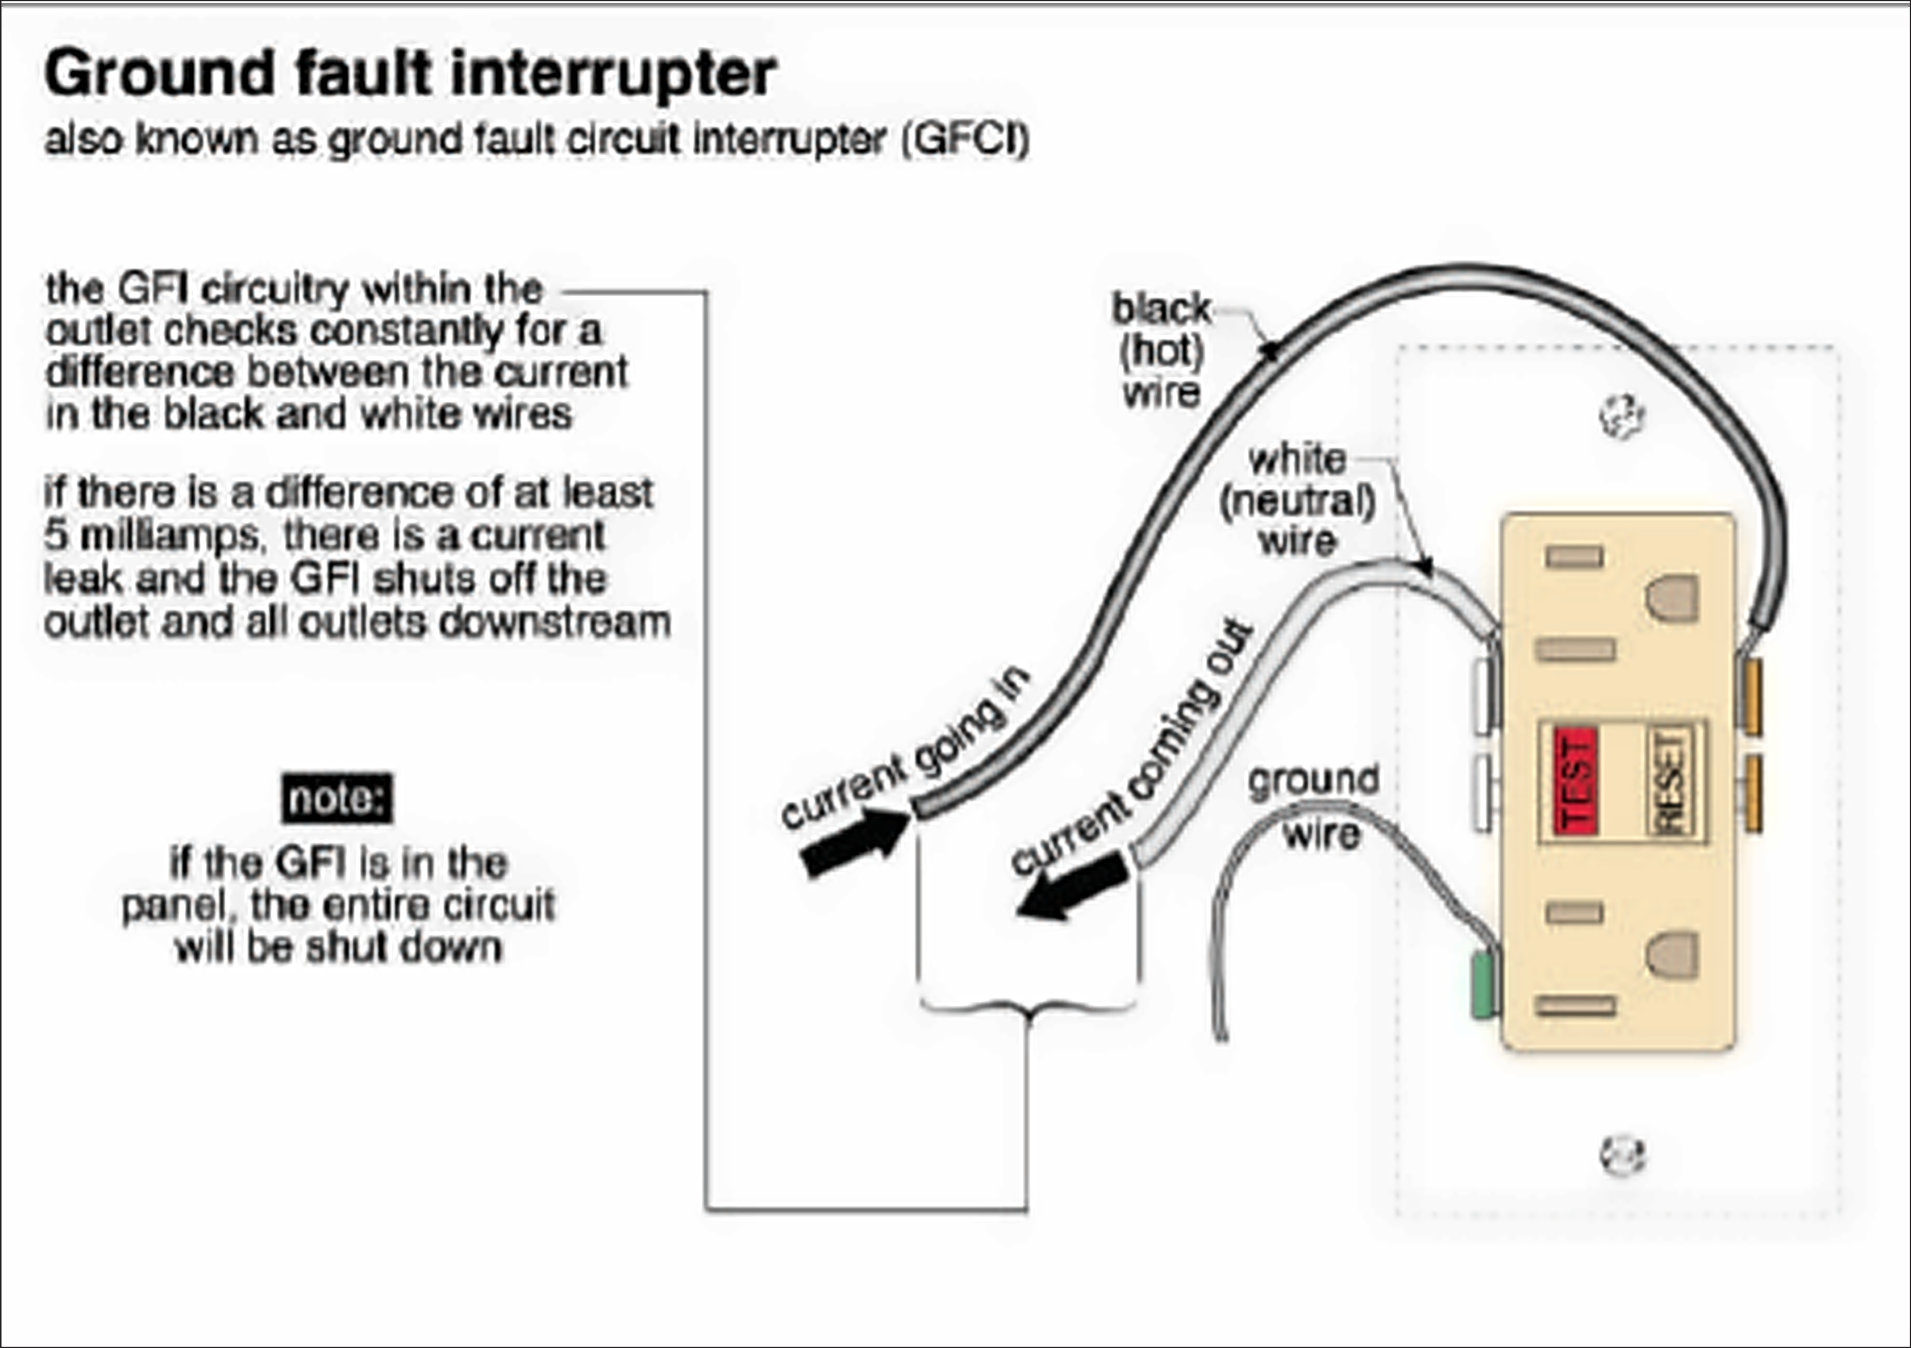 Ground fault interrupter
also known as ground fault circuit interrupter (GFCI)
the GFI circuitry within the
outlet checks constantly for a
difference between the current
in the black and white wires
if there is a difference of at least
5 milliamps, there is a current
leak and the GFI shuts off the
outlet and all outlets downstream
note:
if the GFI is in the
panel, the entire circuit
will be shut down
black
(hot)
wire
white
(neutral)
wire
current going in
current coming out
ground
wire
TEST
RESET